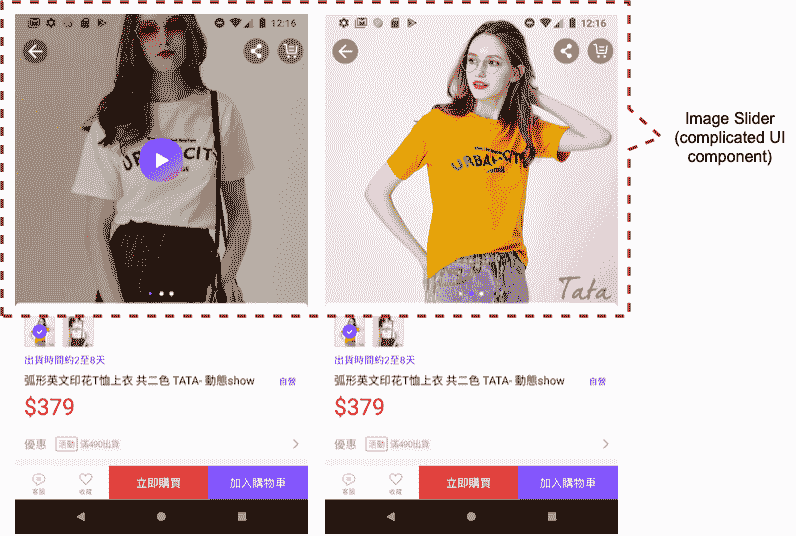 12:16
12:16
URBAN-CITY
URBAN-CITY
Tata
Image Slider
(complicated UI
component)
出貨時間約2至8天
弧形英文印花T恤上衣 共二色 TATA- 動態show 自營
$379
優惠 活動 滿490出貨
客服 收藏 立即購買 加入購物車
出貨時間約2至8天
弧形英文印花T恤上衣 共二色 TATA- 動態show 自營
$379
優惠 活動 滿490出貨
客服 收藏 立即購買 加入購物車